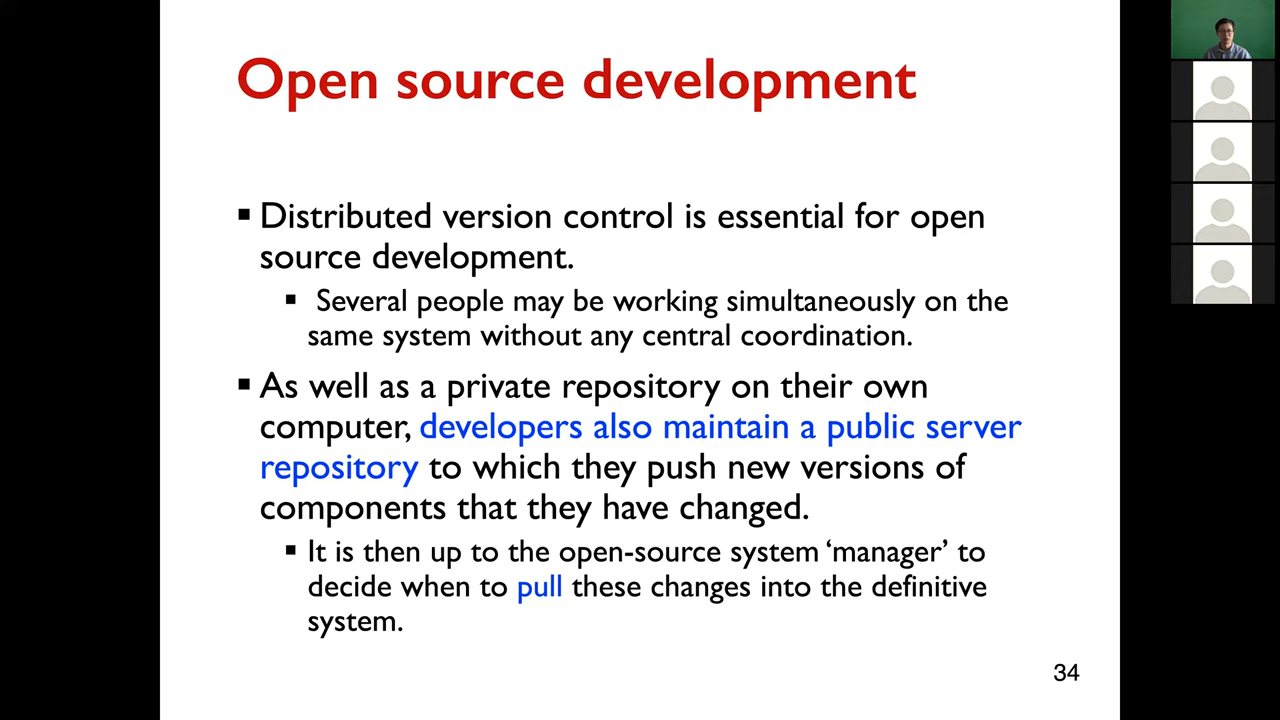 Open source development
▪ Distributed version control is essential for open
source development.
▪ Several people may be working simultaneously on the
same system without any central coordination.
▪ As well as a private repository on their own
computer, developers also maintain a public server
repository to which they push new versions of
components that they have changed.
▪ It is then up to the open-source system ‘manager’ to
decide when to pull these changes into the definitive
system.
34